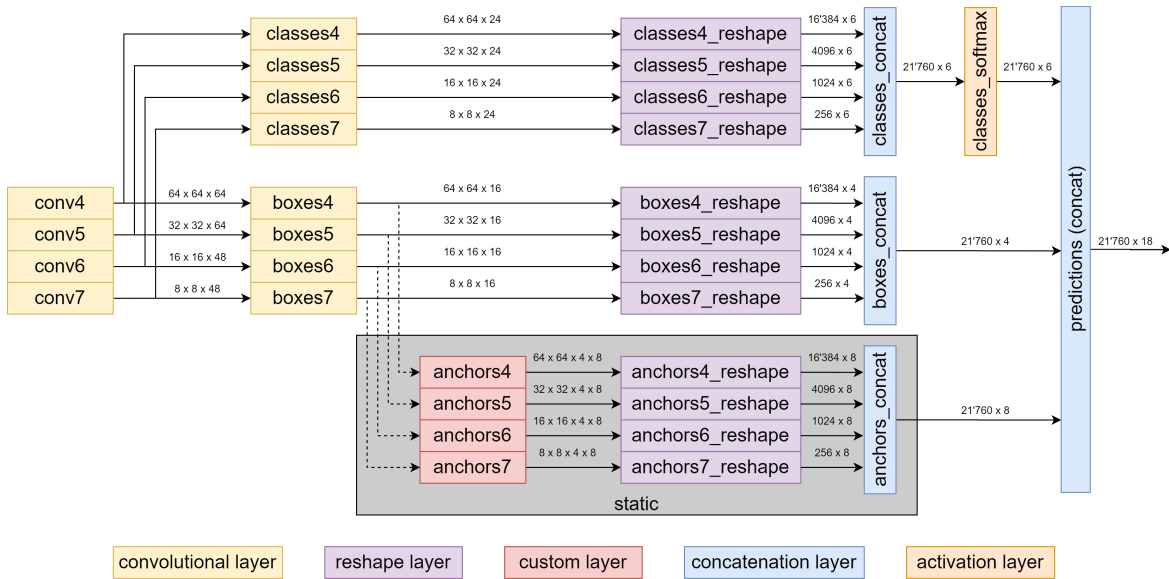 64 x 64 x 24
classes4
classes4_reshape
16'384 x 6
32 x 32 x 24
classes5
classes5_reshape
4096 x 6
16 x 16 x 24
classes6
classes6_reshape
1024 x 6
8 x 8 x 24
classes7
classes7_reshape
256 x 6
classes_concat
21'760 x 6
classes_softmax
21'760 x 6
conv4
64 x 64 x 64
boxes4
64 x 64 x 16
boxes4_reshape
16'384 x 4
conv5
32 x 32 x 64
boxes5
32 x 32 x 16
boxes5_reshape
4096 x 4
conv6
16 x 16 x 48
boxes6
16 x 16 x 16
boxes6_reshape
1024 x 4
conv7
8 x 8 x 48
boxes7
8 x 8 x 16
boxes7_reshape
256 x 4
boxes_concat
21'760 x 4
predictions (concat)
21'760 x 18
anchors4
64 x 64 x 4 x 8
anchors4_reshape
16'384 x 8
anchors5
32 x 32 x 4 x 8
anchors5_reshape
4096 x 8
anchors6
16 x 16 x 4 x 8
anchors6_reshape
1024 x 8
anchors7
8 x 8 x 4 x 8
anchors7_reshape
256 x 8
anchors_concat
21'760 x 8
static
convolutional layer
reshape layer
custom layer
concatenation layer
activation layer